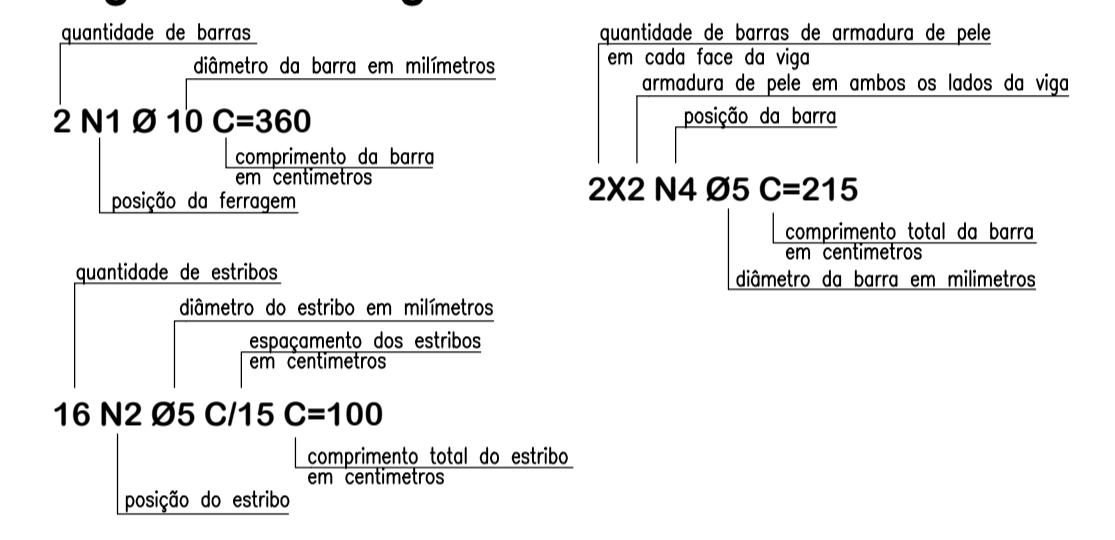 quantidade de barras
diâmetro da barra em milímetros
2 N1 Ø 10 C=360
comprimento da barra
em centimetros
posição da ferragem
quantidade de estribos
diâmetro do estribo em milímetros
espaçamento dos estribos
em centimetros
16 N2 Ø5 C/15 C=100
comprimento total do estribo
em centimetros
posição do estribo
quantidade de barras de armadura de pele
em cada face da viga
armadura de pele em ambos os lados da viga
posição da barra
2X2 N4 Ø5 C=215
comprimento total da barra
em centimetros
diâmetro da barra em milimetros